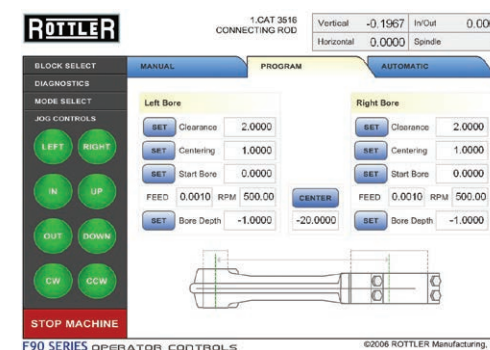 ROTTLER
1.CAT 3516
CONNECTING ROD
Vertical -0.1967 In/Out 0.00
Horizontal 0.0000 Spindle
BLOCK SELECT
DIAGNOSTICS
MODE SELECT
JOG CONTROLS
LEFT RIGHT
IN UP
OUT DOWN
CW CCW
STOP MACHINE
MANUAL PROGRAM AUTOMATIC
Left Bore Right Bore
SET Clearance 2.0000 SET Clearance 2.0000
SET Centering 1.0000 SET Centering 1.0000
SET Start Bore 0.0000 SET Start Bore 0.0000
FEED 0.0010 RPM 500.00 CENTER FEED 0.0010 RPM 500.00
SET Bore Depth -1.0000 -20.0000 SET Bore Depth -1.0000
F90 SERIES OPERATOR CONTROLS ©2006 ROTTLER Manufacturing,